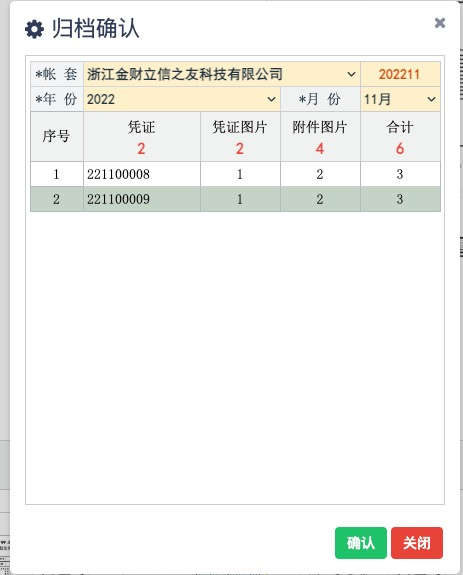 归档确认
*帐 套 浙江金财立信之友科技有限公司 202211
*年 份 2022 *月 份 11月
序号 凭证 凭证图片 附件图片 合计
2 2 4 6
1 221100008 1 2 3
2 221100009 1 2 3
确认 关闭